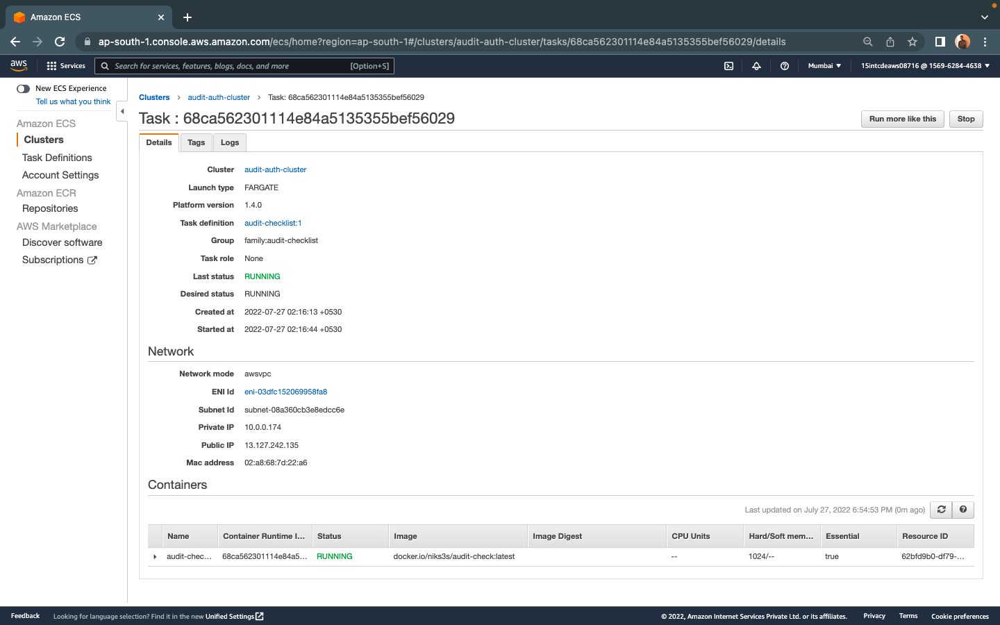 Amazon ECS
ap-south-1.console.aws.amazon.com/ecs/home?region=ap-south-1#/clusters/audit-auth-cluster/tasks/68ca562301114e84a5135355bef56029/details
aws Services Search for services, features, blogs, docs, and more [Option+S] Mumbai 15intcdeaws08716 @ 1569-6284-4638
New ECS Experience
Tell us what you think
Amazon ECS
Clusters
Task Definitions
Account Settings
Amazon ECR
Repositories
AWS Marketplace
Discover software
Subscriptions
Clusters > audit-auth-cluster > Task: 68ca562301114e84a5135355bef56029
Task : 68ca562301114e84a5135355bef56029
Run more like this Stop
Details Tags Logs
Cluster audit-auth-cluster
Launch type FARGATE
Platform version 1.4.0
Task definition audit-checklist:1
Group family:audit-checklist
Task role None
Last status RUNNING
Desired status RUNNING
Created at 2022-07-27 02:16:13 +0530
Started at 2022-07-27 02:16:44 +0530
Network
Network mode awsvpc
ENI Id eni-03dfc152069958fa8
Subnet Id subnet-08a360cb3e8edcc6e
Private IP 10.0.0.174
Public IP 13.127.242.135
Mac address 02:a8:68:7d:22:a6
Containers
Last updated on July 27, 2022 6:54:53 PM (0m ago)
Name Container Runtime I... Status Image Image Digest CPU Units Hard/Soft mem... Essential Resource ID
audit-chec... 68ca562301114e84a5... RUNNING docker.io/niks3s/audit-check:latest -- 1024/-- true 62bfd9b0-df79-...
Feedback Looking for language selection? Find it in the new Unified Settings © 2022, Amazon Internet Services Private Ltd. or its affiliates. Privacy Terms Cookie preferences